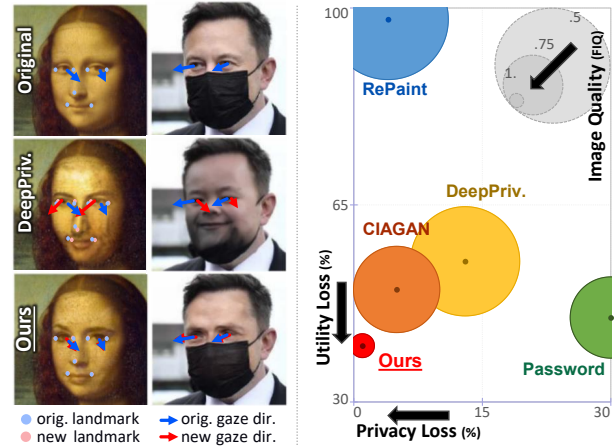 Original
DeepPriv.
Ours
orig. landmark
orig. gaze dir.
new landmark
new gaze dir.
100
65
30
Utility Loss (%)
RePaint
.5
.75
1.
Image Quality (FIQ)
DeepPriv.
CIAGAN
Ours
Password
0
15
30
Privacy Loss (%)